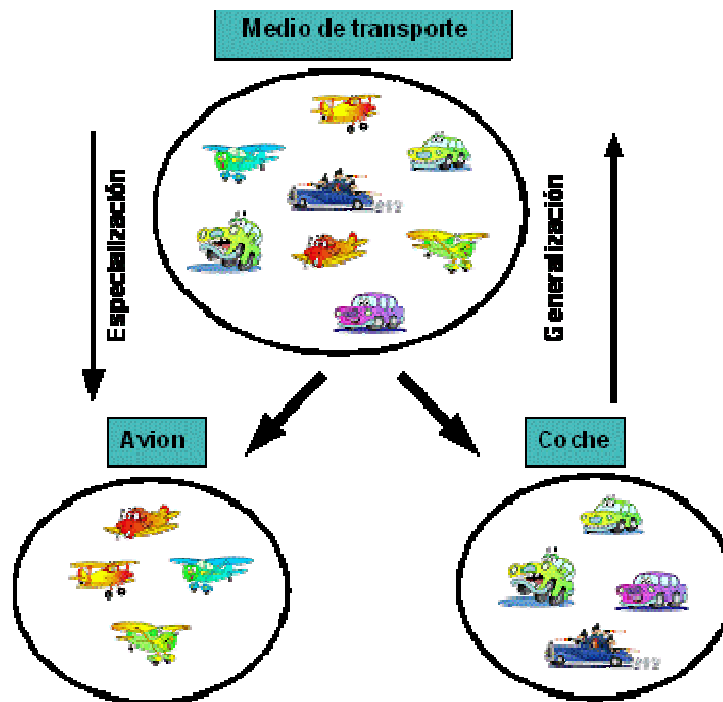 Medio de transporte
Especialización
Generalización
Avion
Coche